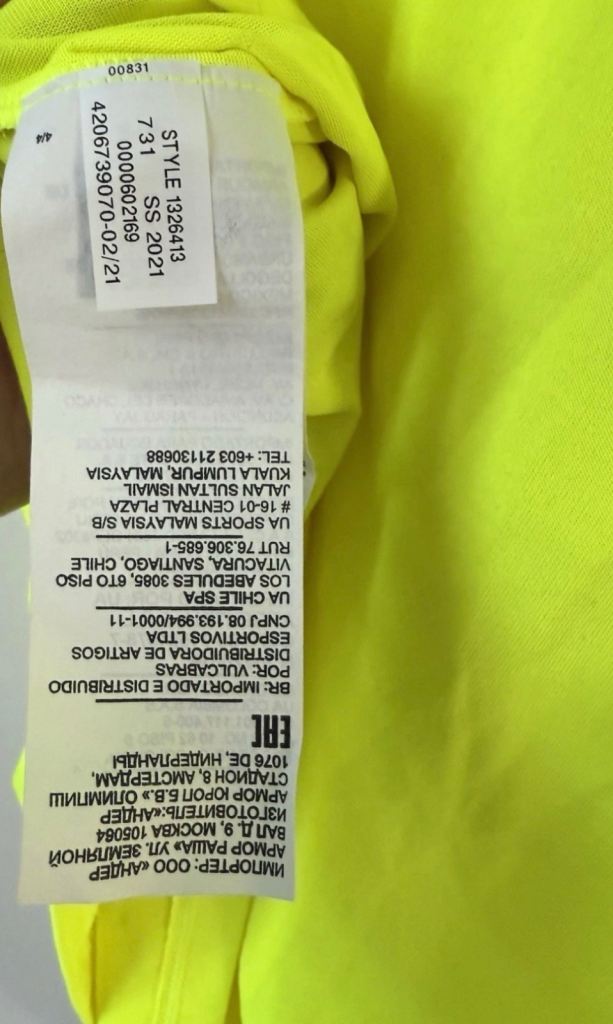 00831
STYLE 1326413
731 SS 2021
0000602169
4206739070-02/21
4/4
ИМПОРТЕР: ООО «АНДЕР
АРМОР РАША» УЛ. ЗЕМЛЯНОЙ
ВАЛ Д. 9, МОСКВА 105064
ИЗГОТОВИТЕЛЬ:«АНДЕР
АРМОР ЮРОП Б.В.» ОЛИМПИШ
СТАДИОН 8, АМСТЕРДАМ,
1076 DE, НИДЕРЛАНДЫ
EAC
BR: IMPORTADO E DISTRIBUIDO
POR: VULCABRAS
DISTRIBUIDORA DE ARTIGOS
ESPORTIVOS LTDA
CNPJ 08.193.994/0001-11
UA CHILE SPA
LOS ABEDULES 3085, 6TO PISO
VITACURA, SANTIAGO, CHILE
RUT 76.306.685-1
UA SPORTS MALAYSIA S/B
# 16-01 CENTRAL PLAZA
JALAN SULTAN ISMAIL
KUALA LUMPUR, MALAYSIA
TEL: +603 21130688